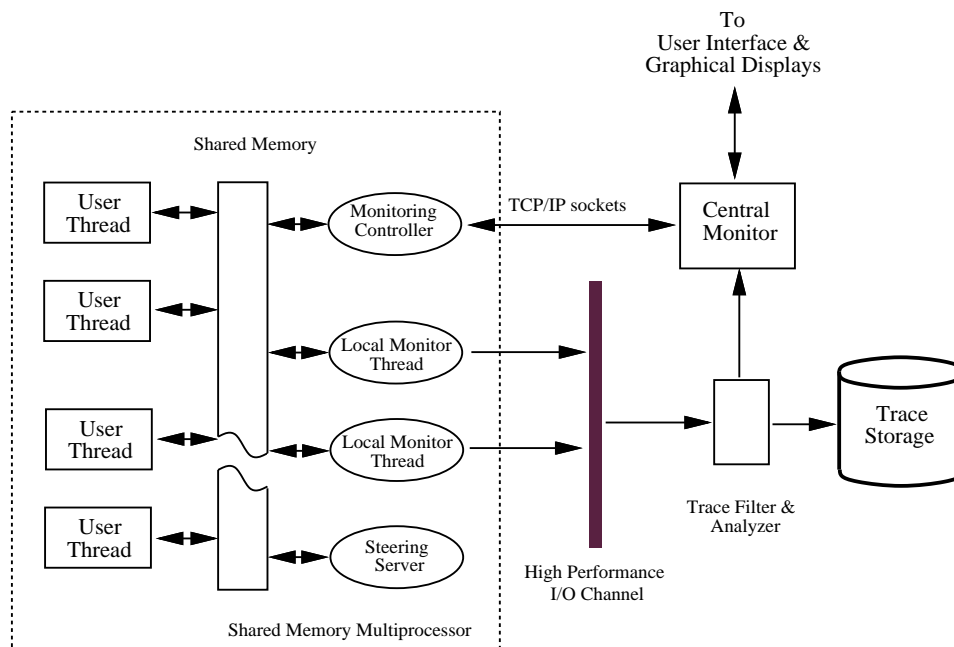 To
User Interface &
Graphical Displays
Shared Memory
User
Thread
Monitoring
Controller
TCP/IP sockets
Central
Monitor
User
Thread
Local Monitor
Thread
User
Thread
Local Monitor
Thread
Trace
Storage
Trace Filter &
Analyzer
User
Thread
Steering
Server
High Performance
I/O Channel
Shared Memory Multiprocessor